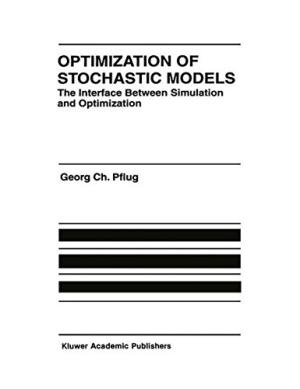 OPTIMIZATION OF
STOCHASTIC MODELS
The Interface Between Simulation
and Optimization
Georg Ch. Pflug
Kluwer Academic Publishers